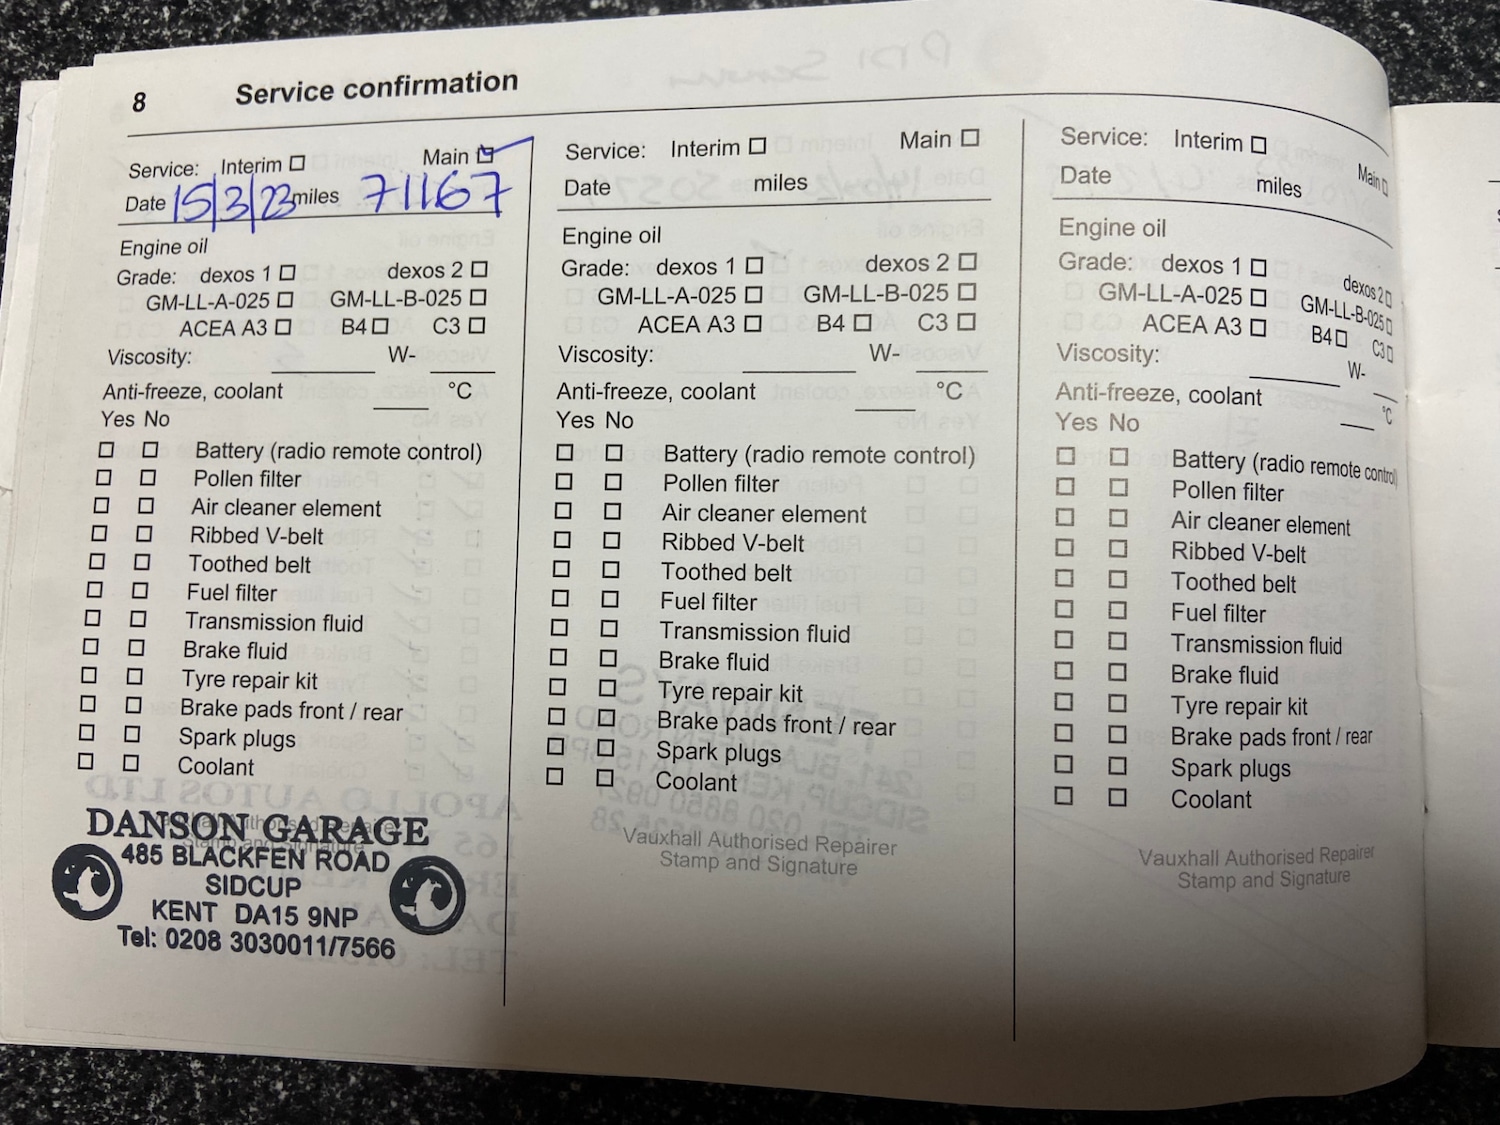 8 Service confirmation
Service: Interim ☐ Main ☑
Date 15/3/23 miles 71167
Engine oil
Grade: dexos 1 ☐ dexos 2 ☐
GM-LL-A-025 ☐ GM-LL-B-025 ☐
ACEA A3 ☐ B4 ☐ C3 ☐
Viscosity: W-
Anti-freeze, coolant °C
Yes No
☐ ☐ Battery (radio remote control)
☐ ☐ Pollen filter
☐ ☐ Air cleaner element
☐ ☐ Ribbed V-belt
☐ ☐ Toothed belt
☐ ☐ Fuel filter
☐ ☐ Transmission fluid
☐ ☐ Brake fluid
☐ ☐ Tyre repair kit
☐ ☐ Brake pads front / rear
☐ ☐ Spark plugs
☐ ☐ Coolant
DANSON GARAGE
485 BLACKFEN ROAD
SIDCUP
KENT DA15 9NP
Tel: 0208 3030011/7566
Service: Interim ☐ Main ☐
Date miles
Engine oil
Grade: dexos 1 ☐ dexos 2 ☐
GM-LL-A-025 ☐ GM-LL-B-025 ☐
ACEA A3 ☐ B4 ☐ C3 ☐
Viscosity: W-
Anti-freeze, coolant °C
Yes No
☐ ☐ Battery (radio remote control)
☐ ☐ Pollen filter
☐ ☐ Air cleaner element
☐ ☐ Ribbed V-belt
☐ ☐ Toothed belt
☐ ☐ Fuel filter
☐ ☐ Transmission fluid
☐ ☐ Brake fluid
☐ ☐ Tyre repair kit
☐ ☐ Brake pads front / rear
☐ ☐ Spark plugs
☐ ☐ Coolant
Vauxhall Authorised Repairer
Stamp and Signature
Service: Interim ☐ Main ☐
Date miles
Engine oil
Grade: dexos 1 ☐ dexos 2 ☐
GM-LL-A-025 ☐ GM-LL-B-025 ☐
ACEA A3 ☐ B4 ☐ C3 ☐
Viscosity: W-
Anti-freeze, coolant °C
Yes No
☐ ☐ Battery (radio remote control)
☐ ☐ Pollen filter
☐ ☐ Air cleaner element
☐ ☐ Ribbed V-belt
☐ ☐ Toothed belt
☐ ☐ Fuel filter
☐ ☐ Transmission fluid
☐ ☐ Brake fluid
☐ ☐ Tyre repair kit
☐ ☐ Brake pads front / rear
☐ ☐ Spark plugs
☐ ☐ Coolant
Vauxhall Authorised Repairer
Stamp and Signature